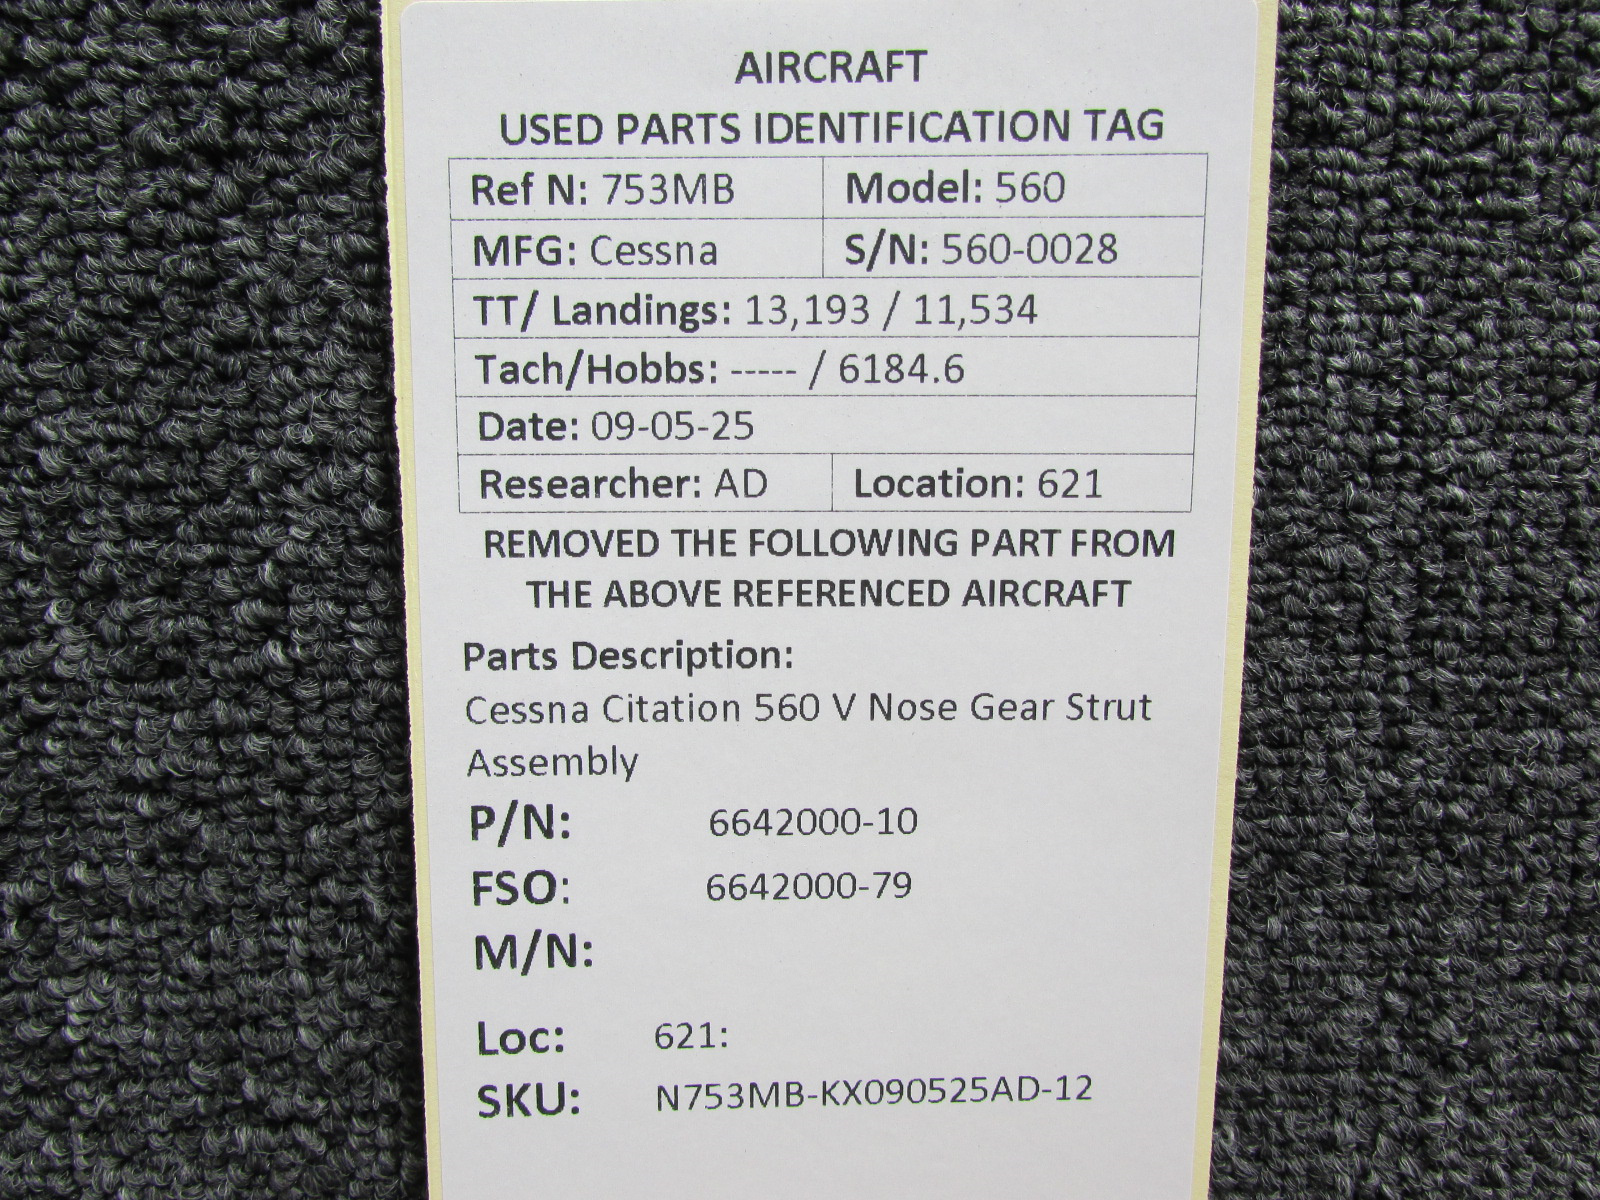 AIRCRAFT
USED PARTS IDENTIFICATION TAG
Ref N: 753MB Model: 560
MFG: Cessna S/N: 560-0028
TT/ Landings: 13,193 / 11,534
Tach/Hobbs: ----- / 6184.6
Date: 09-05-25
Researcher: AD Location: 621
REMOVED THE FOLLOWING PART FROM
THE ABOVE REFERENCED AIRCRAFT
Parts Description:
Cessna Citation 560 V Nose Gear Strut
Assembly
P/N: 6642000-10
FSO: 6642000-79
M/N:
Loc: 621:
SKU: N753MB-KX090525AD-12